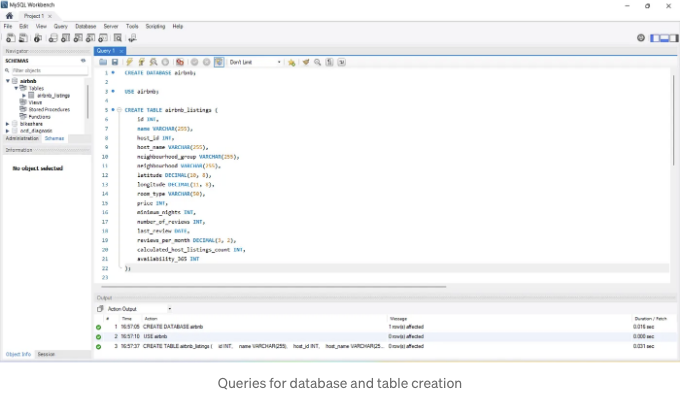 MySQL Workbench
Project 1
File Edit View Query Database Server Tools Scripting Help
Navigator
SCHEMAS
Filter objects
airbnb
Tables
airbnb_listings
Views
Stored Procedures
Functions
bikeshare
Administration Schemas
Information
No object selected
Object Info Session
Query 1
Don't Limit
1 CREATE DATABASE airbnb;
2
3 USE airbnb;
4
5 CREATE TABLE airbnb_listings (
6 id INT,
7 name VARCHAR(255),
8 host_id INT,
9 host_name VARCHAR(255),
10 neighbourhood_group VARCHAR(255),
11 neighbourhood VARCHAR(255),
12 latitude DECIMAL(10, 8),
13 longitude DECIMAL(11, 8),
14 room_type VARCHAR(50),
15 price INT,
16 minimum_nights INT,
17 number_of_reviews INT,
18 last_review DATE,
19 reviews_per_month DECIMAL(3, 2),
20 calculated_host_listings_count INT,
21 availability_365 INT
22 );
23
Output
Action Output
# Time Action Message Duration / Fetch
1 16:57:05 CREATE DATABASE airbnb 1 row(s) affected 0.016 sec
2 16:57:10 USE airbnb 0 row(s) affected 0.000 sec
3 16:57:37 CREATE TABLE airbnb_listings ( id INT, name VARCHAR(255), host_id INT, host_name VARCHAR(25... 0 row(s) affected 0.031 sec
Queries for database and table creation